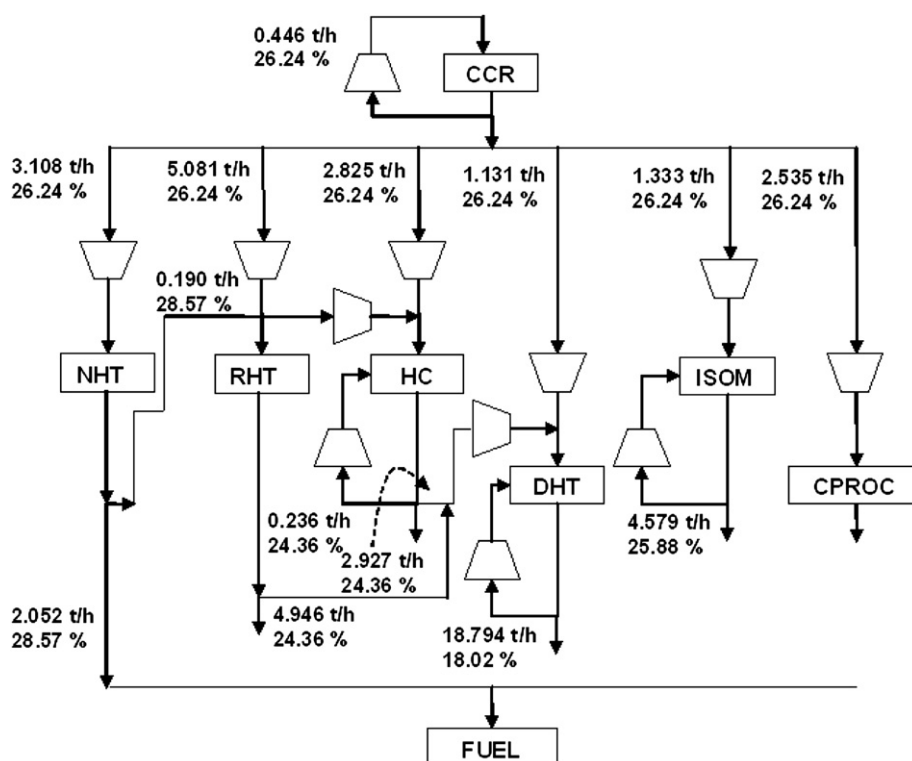 0.446 t/h
26.24 %
CCR
3.108 t/h
26.24 %
5.081 t/h
26.24 %
2.825 t/h
26.24 %
1.131 t/h
26.24 %
1.333 t/h
26.24 %
2.535 t/h
26.24 %
0.190 t/h
28.57 %
NHT
RHT
HC
ISOM
DHT
CPROC
0.236 t/h
24.36 %
2.927 t/h
24.36 %
4.579 t/h
25.88 %
2.052 t/h
28.57 %
4.946 t/h
24.36 %
18.794 t/h
18.02 %
FUEL